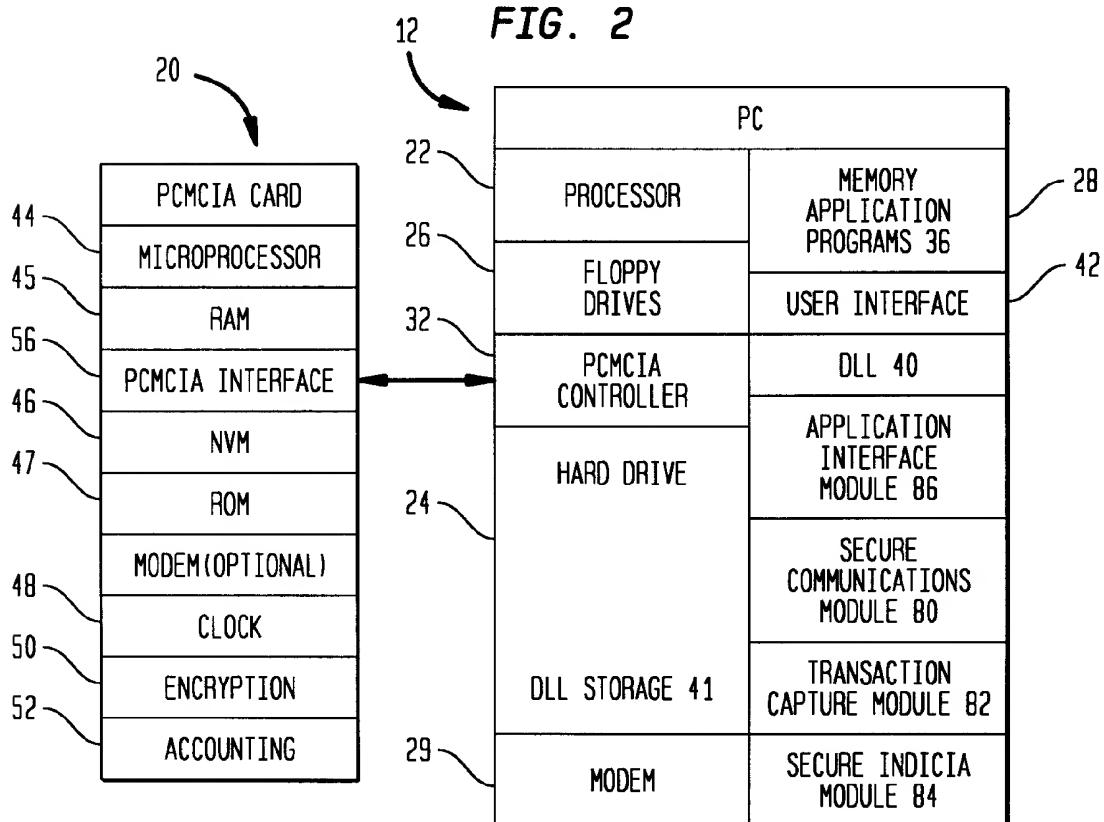 FIG. 2
20
PCMCIA CARD
44
MICROPROCESSOR
45
RAM
56
PCMCIA INTERFACE
46
NVM
47
ROM
MODEM(OPTIONAL)
48
CLOCK
50
ENCRYPTION
52
ACCOUNTING
12
PC
22
PROCESSOR
26
FLOPPY
DRIVES
32
PCMCIA
CONTROLLER
24
HARD DRIVE
DLL STORAGE 41
29
MODEM
MEMORY
APPLICATION
PROGRAMS 36
28
USER INTERFACE
42
DLL 40
APPLICATION
INTERFACE
MODULE 86
SECURE
COMMUNICATIONS
MODULE 80
TRANSACTION
CAPTURE MODULE 82
SECURE INDICIA
MODULE 84